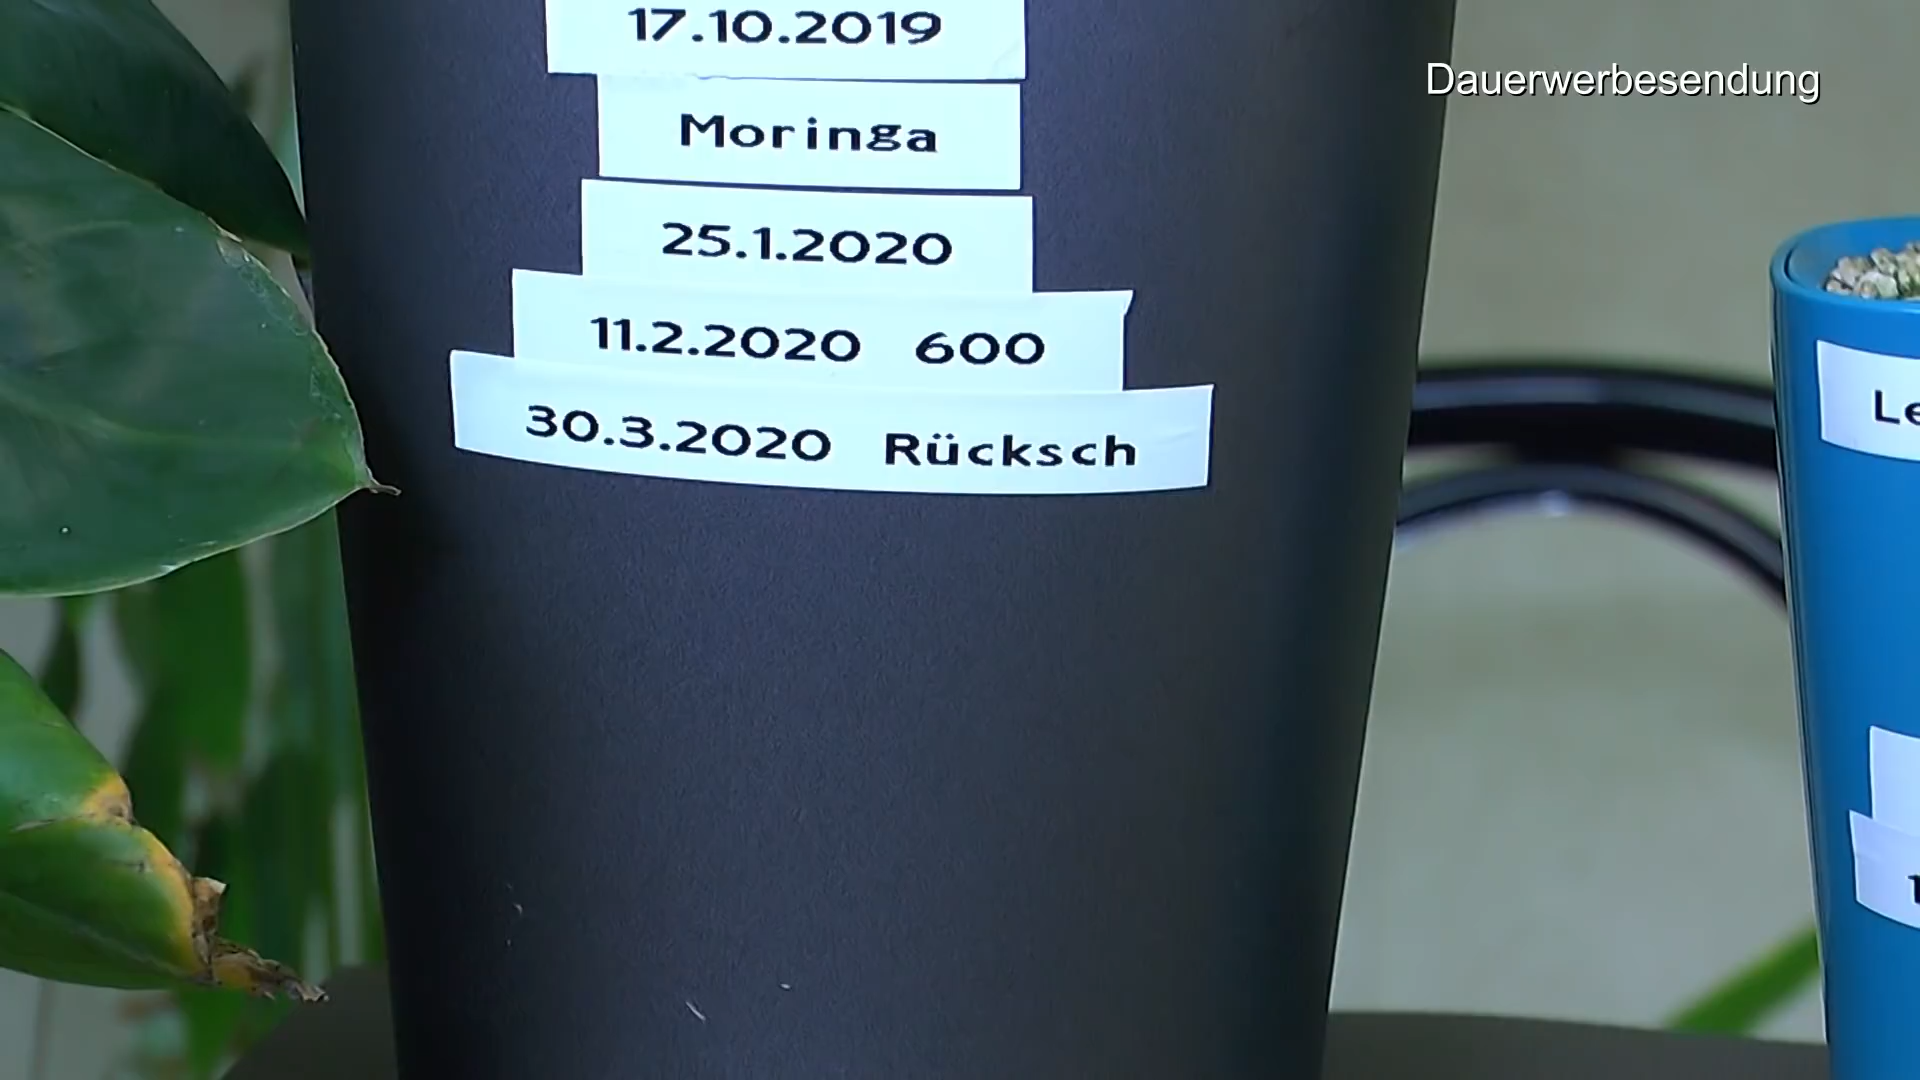 17.10.2019
Dauerwerbesendung
Moringa
25.1.2020
11.2.2020 600
30.3.2020 Rücksch